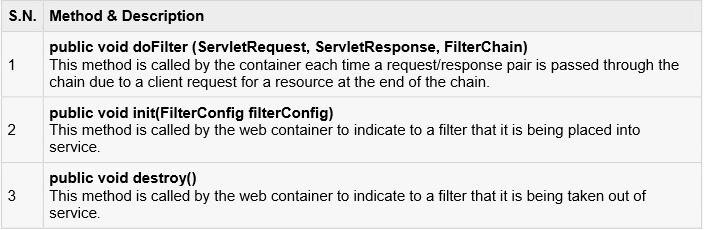 S.N. Method & Description
1
public void doFilter (ServletRequest, ServletResponse, FilterChain)
This method is called by the container each time a request/response pair is passed through the
chain due to a client request for a resource at the end of the chain.
2
public void init(FilterConfig filterConfig)
This method is called by the web container to indicate to a filter that it is being placed into
service.
3
public void destroy()
This method is called by the web container to indicate to a filter that it is being taken out of
service.